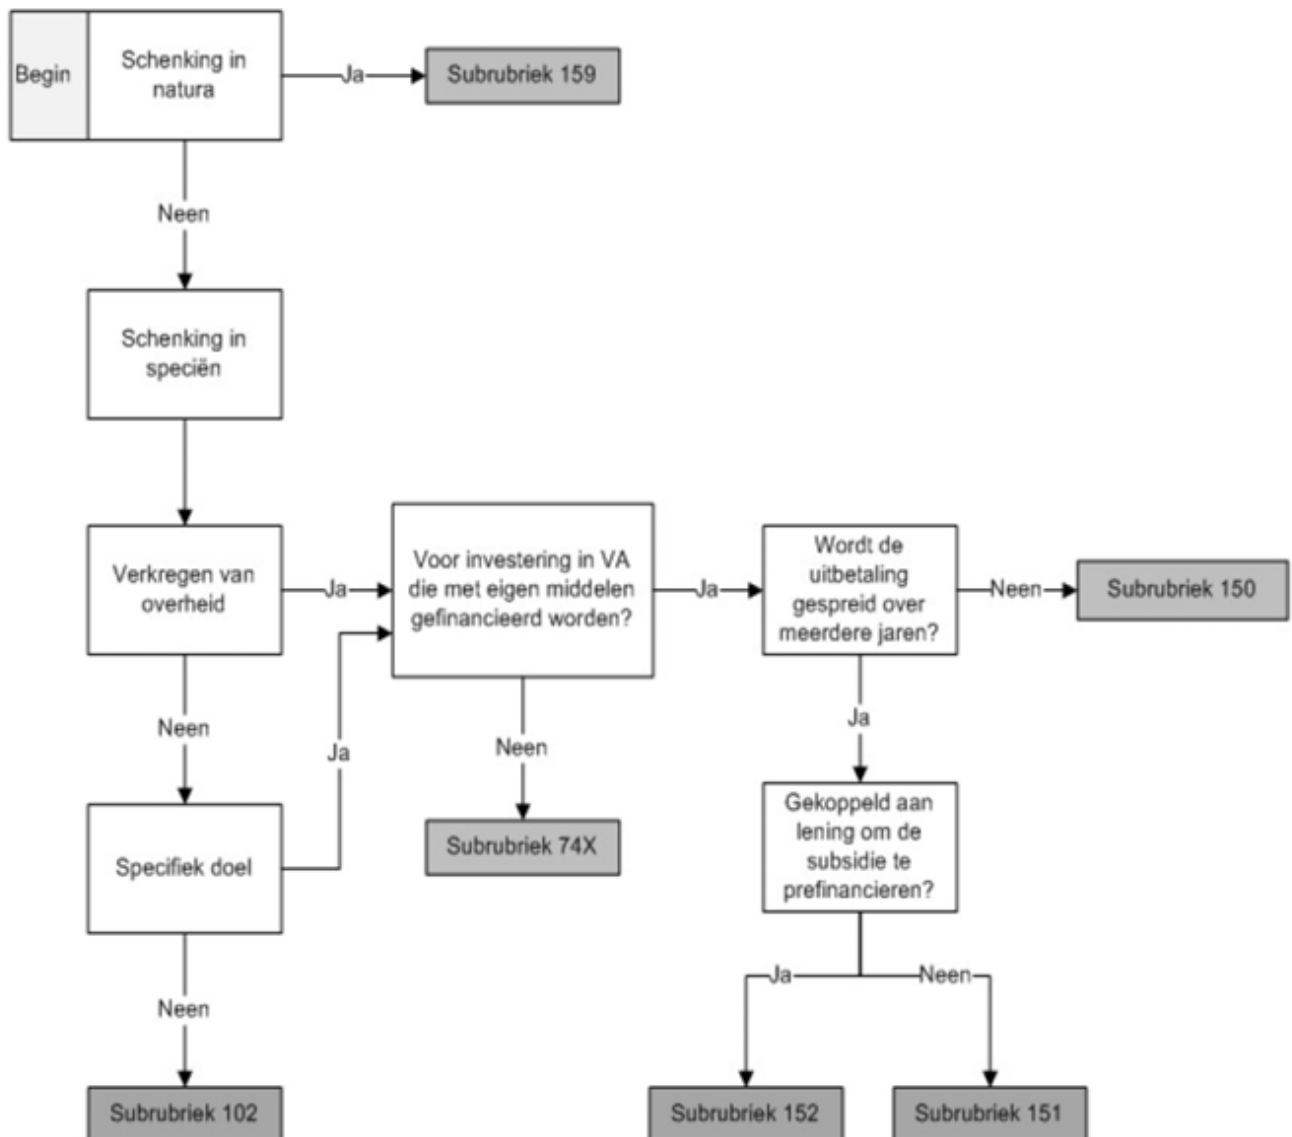 Begin
Schenking in
natura
Ja
Subrubriek 159
Neen
Schenking in
speciën
Verkregen van
overheid
Ja
Voor investering in VA
die met eigen middelen
gefinancieerd worden?
Ja
Wordt de
uitbetaling
gespreid over
meerdere jaren?
Neen
Subrubriek 150
Neen
Ja
Neen
Ja
Specifiek doel
Subrubriek 74X
Gekoppeld aan
lening om de
subsidie te
prefinancieren?
Neen
Ja
Neen
Subrubriek 102
Subrubriek 152
Subrubriek 151